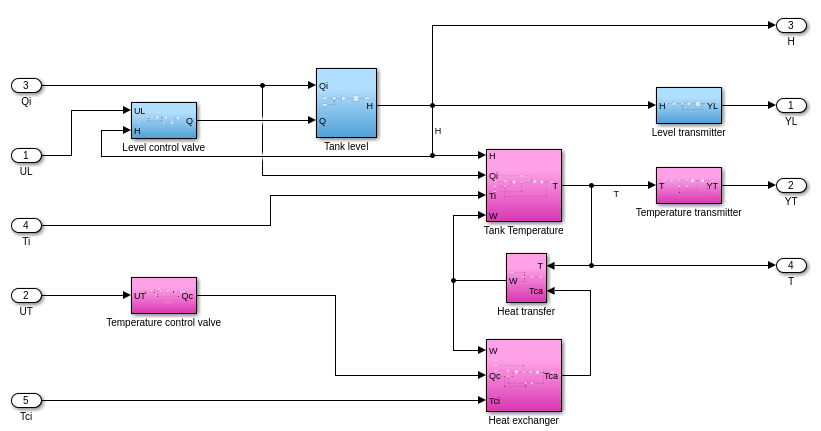 3
H
3
Qi
Qi
Q
H
Tank level
UL
H
Q
Level control valve
H
YL
Level transmitter
1
YL
H
1
UL
H
Qi
Ti
W
T
Tank Temperature
T
T
YT
Temperature transmitter
2
YT
4
Ti
T
W
Tca
Heat transfer
4
T
2
UT
UT
Qc
Temperature control valve
W
Qc
Tci
Tca
Heat exchanger
5
Tci